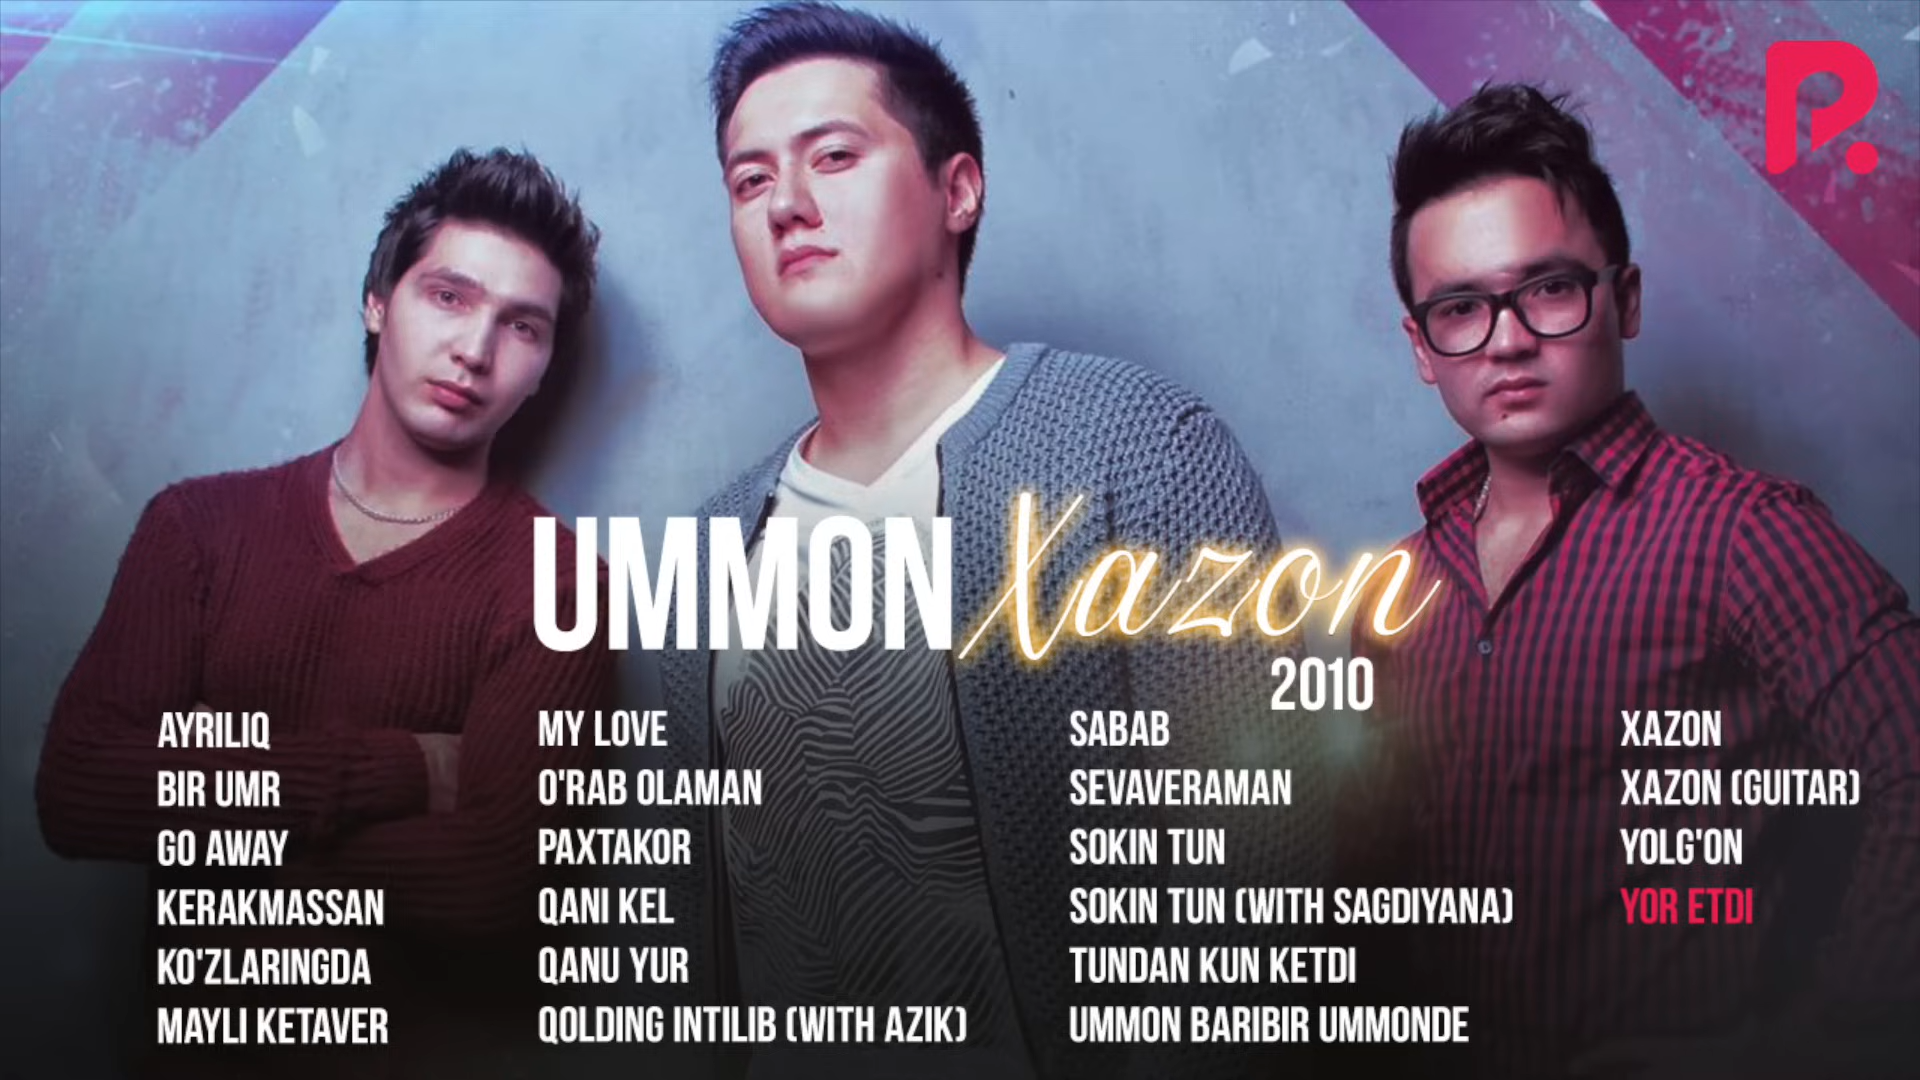 UMMON Xazon
2010
AYRILIQ
BIR UMR
GO AWAY
KERAKMASSAN
KO'ZLARINGDA
MAYLI KETAVER
MY LOVE
O'RAB OLAMAN
PAXTAKOR
QANI KEL
QANU YUR
QOLDING INTILIB (WITH AZIK)
SABAB
SEVAVERAMAN
SOKIN TUN
SOKIN TUN (WITH SAGDIYANA)
TUNDAN KUN KETDI
UMMON BARIBIR UMMONDE
XAZON
XAZON (GUITAR)
YOLG'ON
YOR ETDI